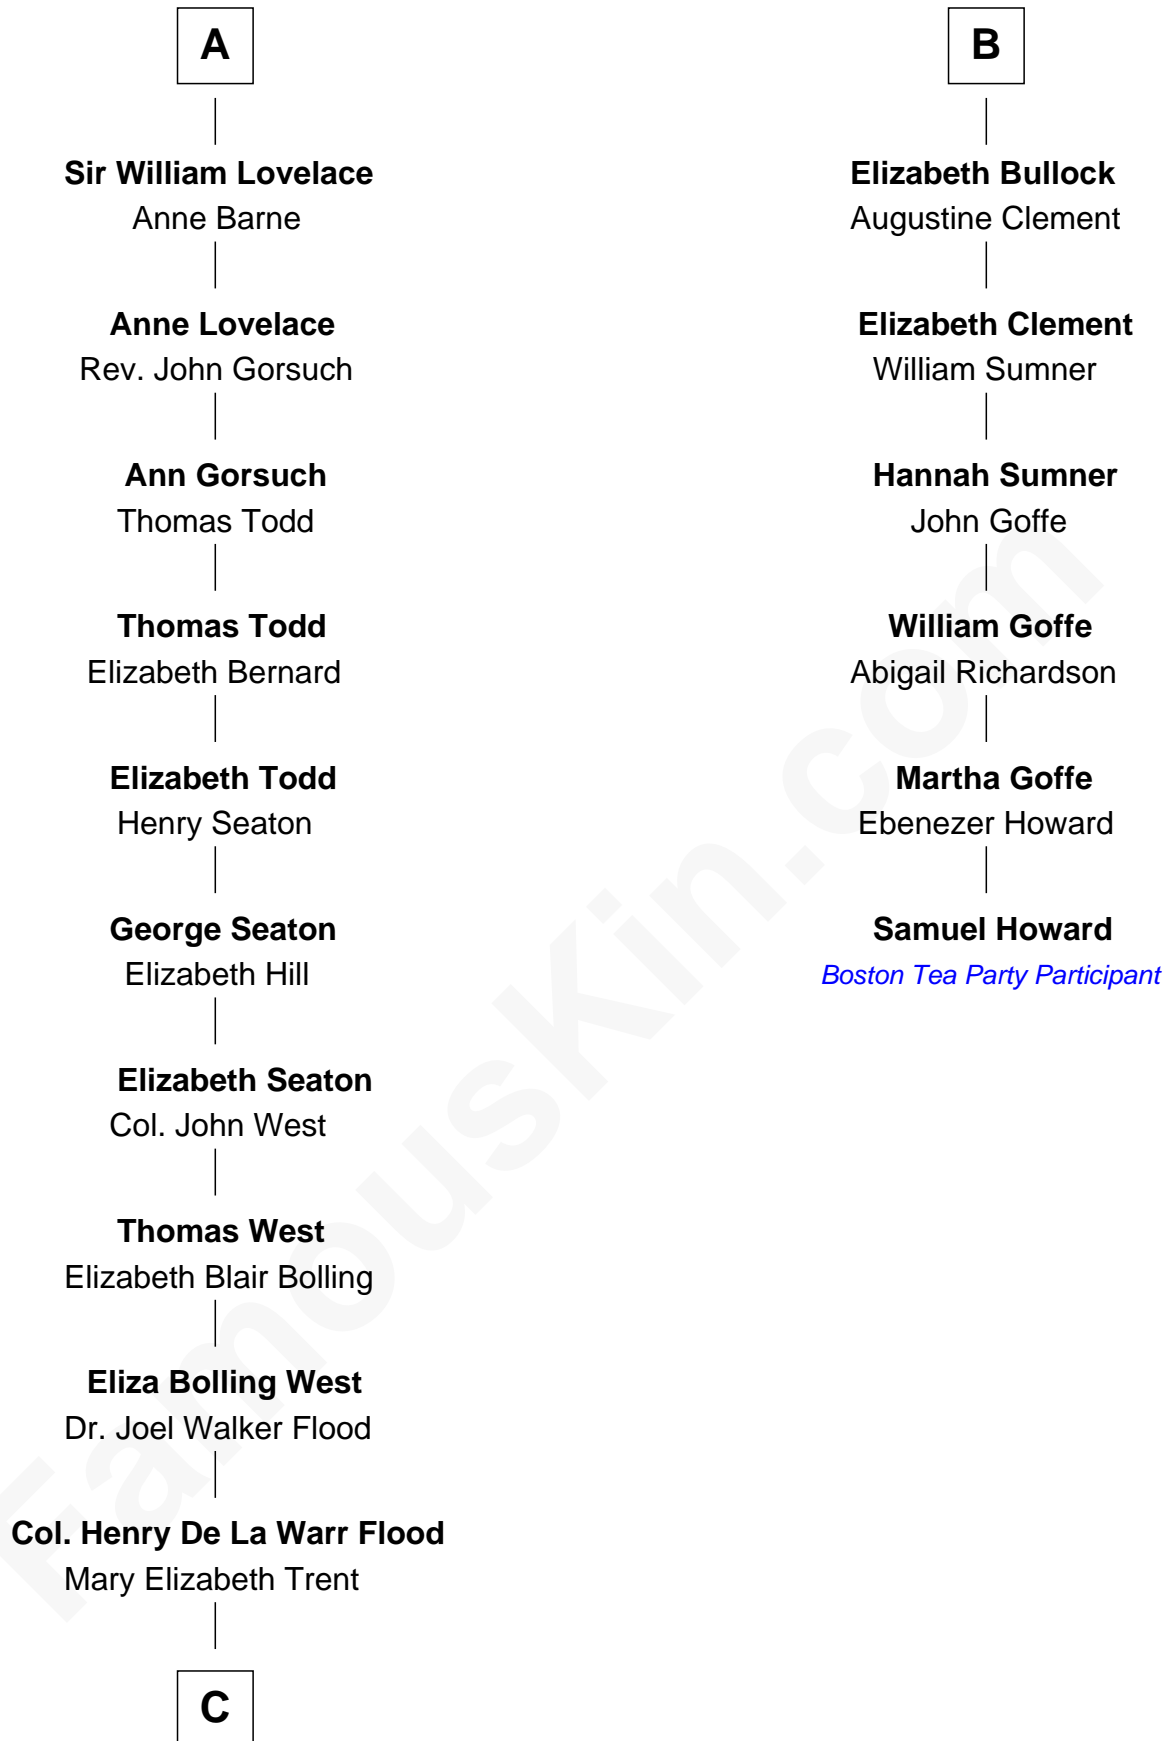 A
Sir William Lovelace
Anne Barne
Anne Lovelace
Rev. John Gorsuch
Ann Gorsuch
Thomas Todd
Thomas Todd
Elizabeth Bernard
Elizabeth Todd
Henry Seaton
George Seaton
Elizabeth Hill
Elizabeth Seaton
Col. John West
Thomas West
Elizabeth Blair Bolling
Eliza Bolling West
Dr. Joel Walker Flood
Col. Henry De La Warr Flood
Mary Elizabeth Trent
C
B
Elizabeth Bullock
Augustine Clement
Elizabeth Clement
William Sumner
Hannah Sumner
John Goffe
William Goffe
Abigail Richardson
Martha Goffe
Ebenezer Howard
Samuel Howard
Boston Tea Party Participant
FamousKin.com